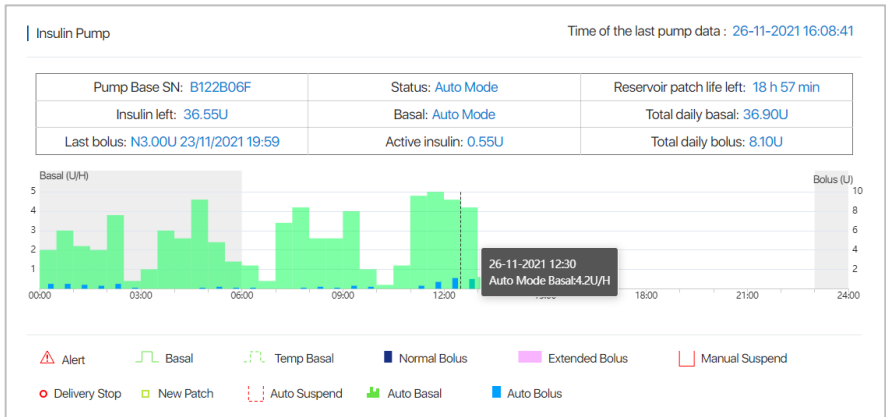 Insulin Pump
Time of the last pump data : 26-11-2021 16:08:41
Pump Base SN: B122B06F
Status: Auto Mode
Reservoir patch life left: 18 h 57 min
Insulin left: 36.55U
Basal: Auto Mode
Total daily basal: 36.90U
Last bolus: N3.00U 23/11/2021 19:59
Active insulin: 0.55U
Total daily bolus: 8.10U
Basal (U/H)
Bolus (U)
5
10
4
8
3
6
2
4
1
2
26-11-2021 12:30
Auto Mode Basal:4.2U/H
00:00
03:00
06:00
09:00
12:00
18:00
21:00
24:00
Alert
Basal
Temp Basal
Normal Bolus
Extended Bolus
Manual Suspend
Delivery Stop
New Patch
Auto Suspend
Auto Basal
Auto Bolus